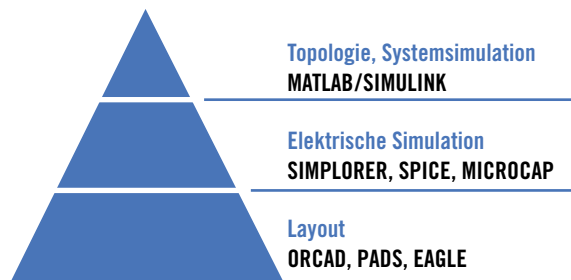 Topologie, Systemsimulation
MATLAB/SIMULINK
Elektrische Simulation
SIMPLORER, SPICE, MICROCAP
Layout
ORCAD, PADS, EAGLE